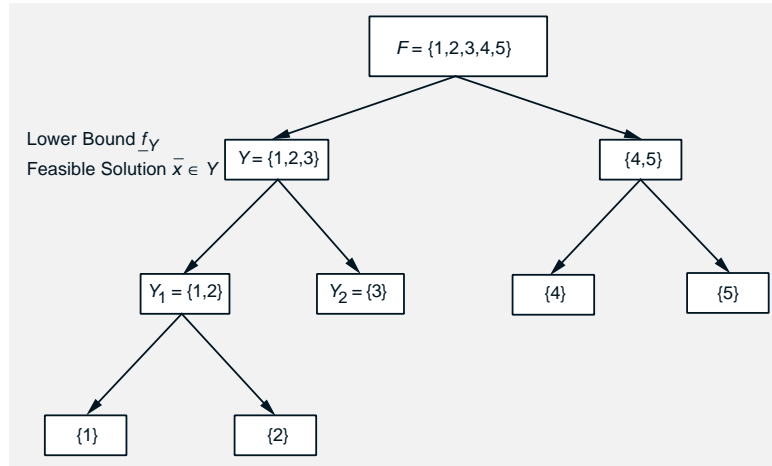 F = {1,2,3,4,5}
Lower Bound f̲_Y
Feasible Solution x̅ ∈ Y
Y = {1,2,3}
{4,5}
Y₁ = {1,2}
Y₂ = {3}
{4}
{5}
{1}
{2}